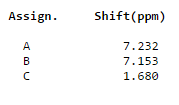 Assign. Shift(ppm)
A 7.232
B 7.153
C 1.680